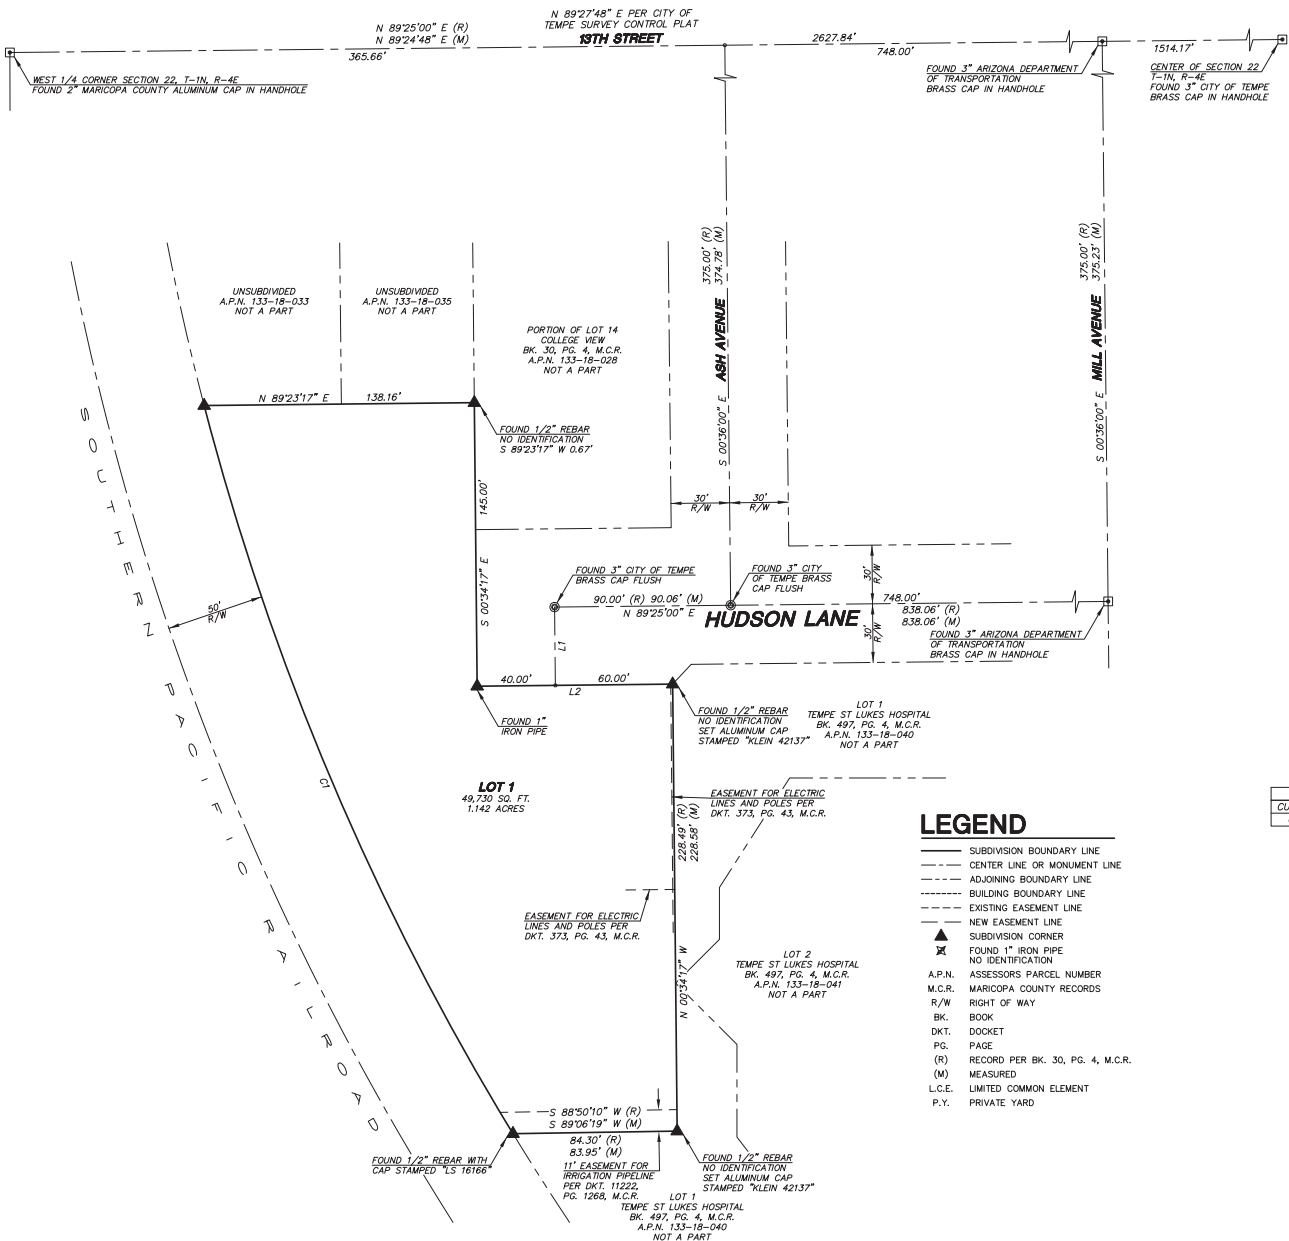 N 89°27'48" E PER CITY OF
TEMPE SURVEY CONTROL PLAT
N 89°25'00" E (R)
N 89°24'48" E (M)
13TH STREET
365.66'
2627.84'
748.00'
1514.17'
WEST 1/4 CORNER SECTION 22, T-1N, R-4E
FOUND 2" MARICOPA COUNTY ALUMINUM CAP IN HANDHOLE
FOUND 3" ARIZONA DEPARTMENT
OF TRANSPORTATION
BRASS CAP IN HANDHOLE
CENTER OF SECTION 22
T-1N, R-4E
FOUND 3" CITY OF TEMPE
BRASS CAP IN HANDHOLE
375.00' (R)
374.78' (M)
S 00°36'00" E
ASH AVENUE
375.00' (R)
375.23' (M)
S 00°36'00" E
MILL AVENUE
UNSUBDIVIDED
A.P.N. 133-18-033
NOT A PART
UNSUBDIVIDED
A.P.N. 133-18-035
NOT A PART
PORTION OF LOT 14
COLLEGE VIEW
BK. 30, PG. 4, M.C.R.
A.P.N. 133-18-028
NOT A PART
N 89°23'17" E
138.16'
FOUND 1/2" REBAR
NO IDENTIFICATION
S 89°23'17" W 0.67'
145.00'
S 00°34'17" E
30'
R/W
30'
R/W
FOUND 3" CITY OF TEMPE
BRASS CAP FLUSH
FOUND 3" CITY
OF TEMPE BRASS
CAP FLUSH
30'
R/W
90.00' (R) 90.06' (M)
N 89°25'00" E
HUDSON LANE
748.00'
838.06' (R)
838.06' (M)
30'
R/W
FOUND 3" ARIZONA DEPARTMENT
OF TRANSPORTATION
BRASS CAP IN HANDHOLE
50'
R/W
SOUTHERN PACIFIC RAILROAD
L1
40.00'
60.00'
L2
FOUND 1"
IRON PIPE
FOUND 1/2" REBAR
NO IDENTIFICATION
SET ALUMINUM CAP
STAMPED "KLEIN 42137"
LOT 1
TEMPE ST LUKES HOSPITAL
BK. 497, PG. 4, M.C.R.
A.P.N. 133-18-040
NOT A PART
C1
LOT 1
49,730 SQ. FT.
1.142 ACRES
228.49' (R)
228.58' (M)
EASEMENT FOR ELECTRIC
LINES AND POLES PER
DKT. 373, PG. 43, M.C.R.
CU
EASEMENT FOR ELECTRIC
LINES AND POLES PER
DKT. 373, PG. 43, M.C.R.
N 00°34'17" W
LOT 2
TEMPE ST LUKES HOSPITAL
BK. 497, PG. 4, M.C.R.
A.P.N. 133-18-041
NOT A PART
LEGEND
SUBDIVISION BOUNDARY LINE
CENTER LINE OR MONUMENT LINE
ADJOINING BOUNDARY LINE
BUILDING BOUNDARY LINE
EXISTING EASEMENT LINE
NEW EASEMENT LINE
SUBDIVISION CORNER
FOUND 1" IRON PIPE
NO IDENTIFICATION
A.P.N. ASSESSORS PARCEL NUMBER
M.C.R. MARICOPA COUNTY RECORDS
R/W RIGHT OF WAY
BK. BOOK
DKT. DOCKET
PG. PAGE
(R) RECORD PER BK. 30, PG. 4, M.C.R.
(M) MEASURED
L.C.E. LIMITED COMMON ELEMENT
P.Y. PRIVATE YARD
S 88°50'10" W (R)
S 89°06'19" W (M)
84.30' (R)
83.95' (M)
FOUND 1/2" REBAR WITH
CAP STAMPED "LS 16166"
11' EASEMENT FOR
IRRIGATION PIPELINE
PER DKT. 11222,
PG. 1268, M.C.R.
FOUND 1/2" REBAR
NO IDENTIFICATION
SET ALUMINUM CAP
STAMPED "KLEIN 42137"
LOT 1
TEMPE ST LUKES HOSPITAL
BK. 497, PG. 4, M.C.R.
A.P.N. 133-18-040
NOT A PART